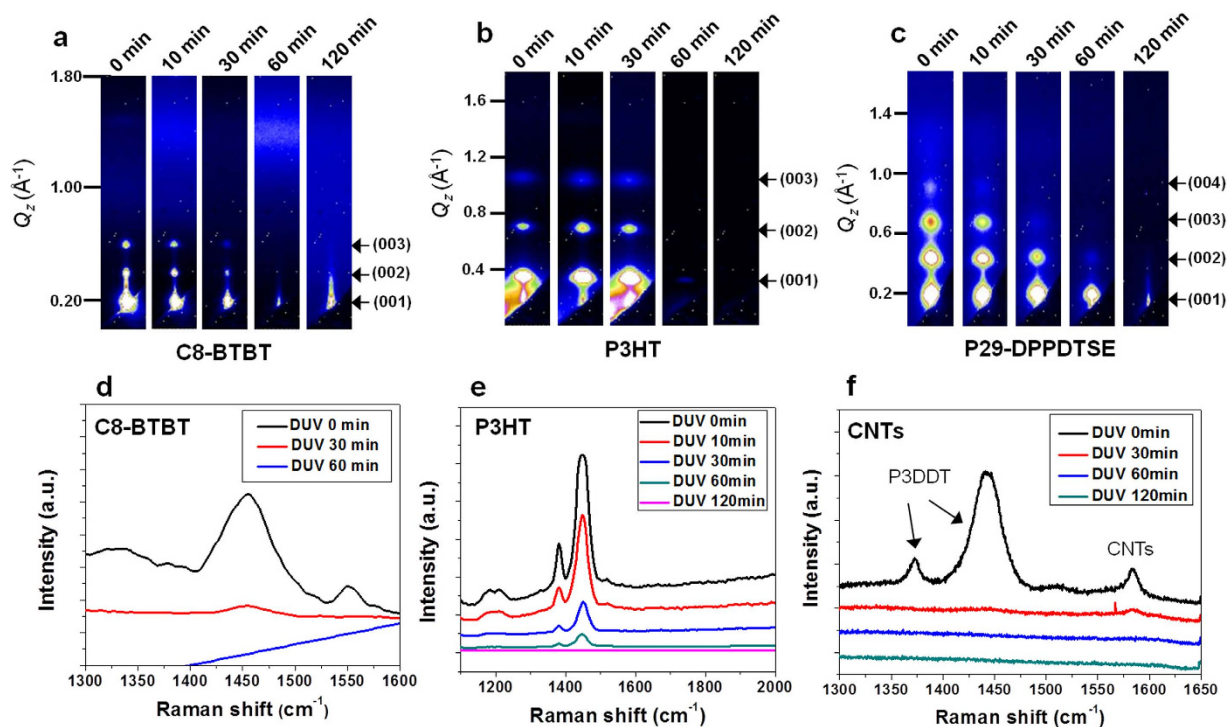 a
0 min
10 min
30 min
60 min
120 min
1.80
1.00
0.20
Qz (Å-1)
(003)
(002)
(001)
C8-BTBT
b
0 min
10 min
30 min
60 min
120 min
1.6
1.2
0.8
0.4
Qz (Å-1)
(003)
(002)
(001)
P3HT
c
0 min
10 min
30 min
60 min
120 min
1.4
1.0
0.6
0.2
Qz (Å-1)
(004)
(003)
(002)
(001)
P29-DPPDTSE
d
C8-BTBT
DUV 0 min
DUV 30 min
DUV 60 min
Intensity (a.u.)
1300 1350 1400 1450 1500 1550 1600
Raman shift (cm-1)
e
P3HT
DUV 0min
DUV 10min
DUV 30min
DUV 60min
DUV 120min
Intensity (a.u.)
1200 1400 1600 1800 2000
Raman shift (cm-1)
f
CNTs
DUV 0min
DUV 30min
DUV 60min
DUV 120min
P3DDT
CNTs
Intensity (a.u.)
1300 1350 1400 1450 1500 1550 1600 1650
Raman shift (cm-1)